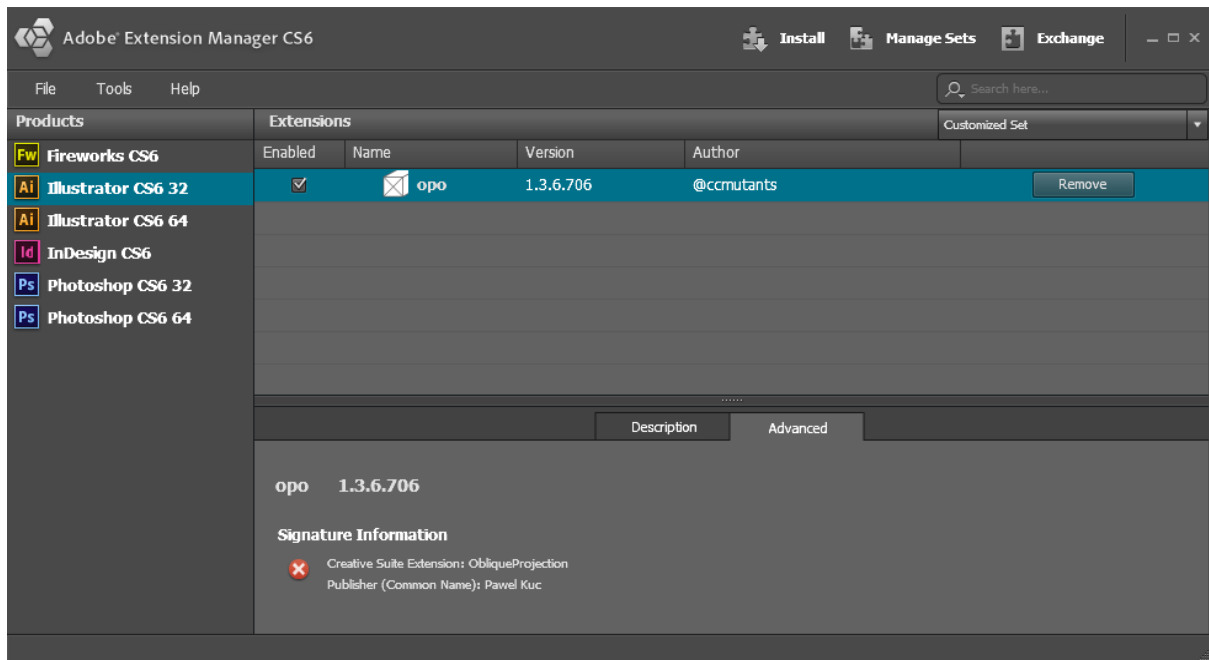 Adobe® Extension Manager CS6
Install Manage Sets Exchange
File Tools Help
Search here...
Products Extensions Customized Set
Enabled Name Version Author
Fw Fireworks CS6
Ai Illustrator CS6 32 opo 1.3.6.706 @ccmutants Remove
Ai Illustrator CS6 64
Id InDesign CS6
Ps Photoshop CS6 32
Ps Photoshop CS6 64
Description Advanced
opo 1.3.6.706
Signature Information
Creative Suite Extension: ObliqueProjection
Publisher (Common Name): Pawel Kuc